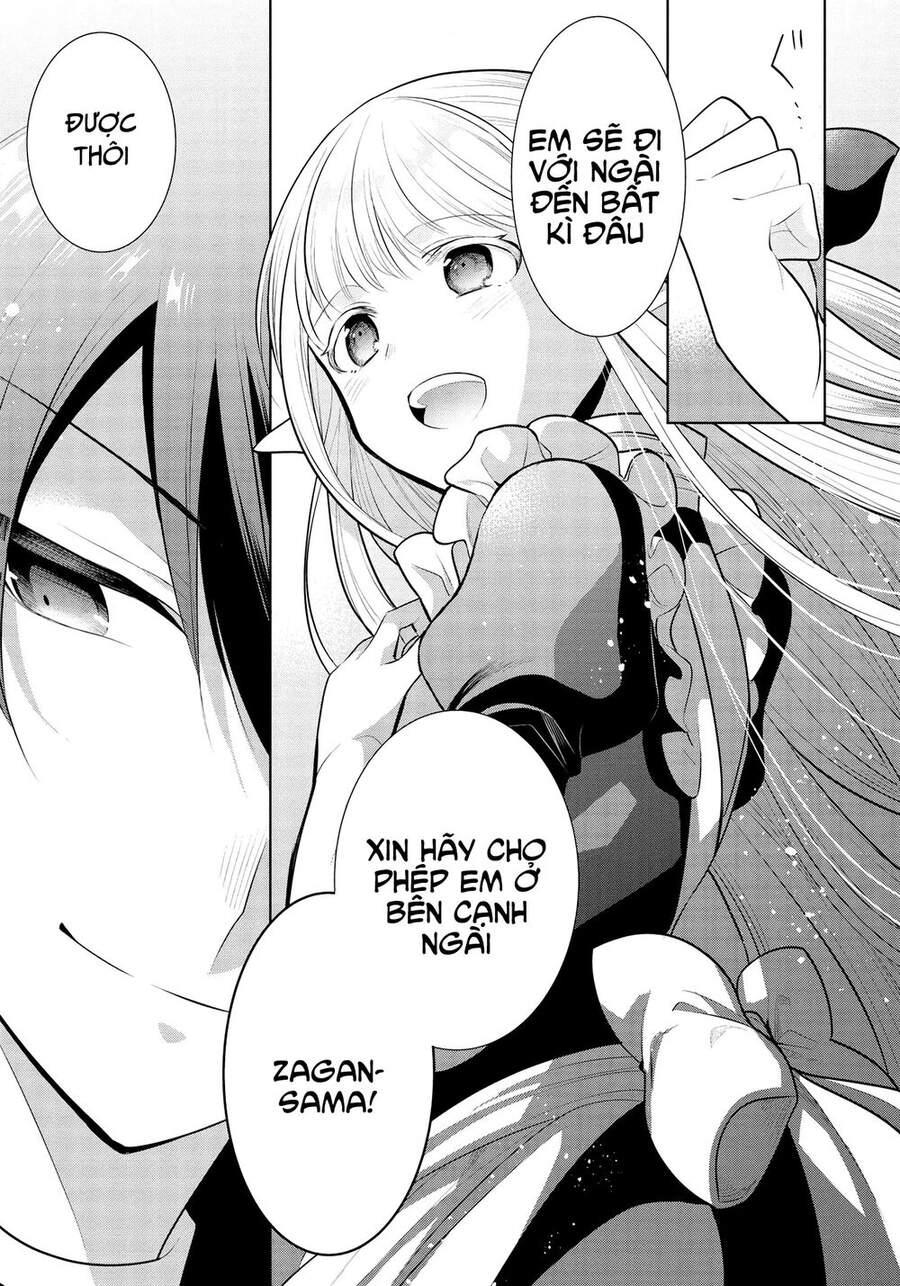 EM SẼ ĐI
VỚI NGÀI
ĐẾN BẤT
KÌ ĐÂU
XIN HÃY CHO
PHÉP EM Ở
BÊN CẠNH
NGÀI
ZAGAN-
SAMA!
ĐƯỢC
THÔI